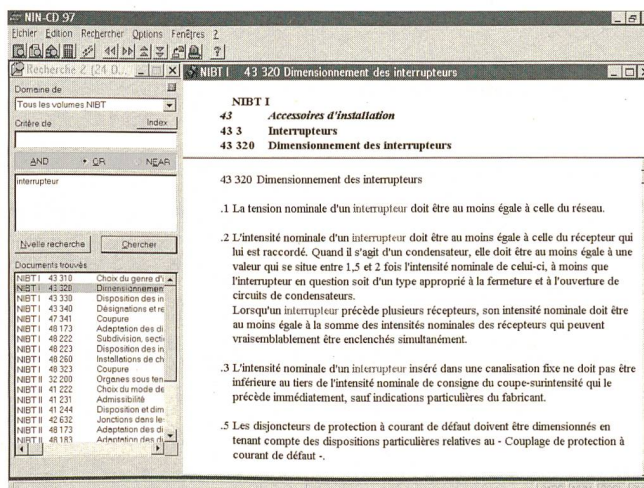 NIN-CD 97
Fichier Edition Rechercher Options Fenêtres ?
Recherche 2 (24 D...
Domaine de
Tous les volumes NIBT
Critère de
Index
AND OR NEAR
interrupteur
Nvelle recherche Chercher
Documents trouvés
NIBT I 43 310 Choix du genre d'i
NIBT I 43 320 Dimensionnemen
NIBT I 43 330 Disposition des in
NIBT I 43 340 Désignations et re
NIBT I 47 341 Coupure
NIBT I 48 173 Adaptation des di
NIBT I 48 222 Subdivision, secti
NIBT I 48 223 Disposition des in
NIBT I 48 260 Installations de ch
NIBT I 48 323 Coupure
NIBT II 32 200 Organes sous ten
NIBT II 41 222 Choix du mode de
NIBT II 41 231 Admissibilité
NIBT II 41 244 Disposition et dim
NIBT II 42 632 Jonctions dans le
NIBT II 48 173 Adaptation des di
NIBT II 48 183 Adaptation des di
NIBT I 43 320 Dimensionnement des interrupteurs
NIBT I
43 Accessoires d'installation
43 3 Interrupteurs
43 320 Dimensionnement des interrupteurs
43 320 Dimensionnement des interrupteurs
.1 La tension nominale d'un interrupteur doit être au moins égale à celle du réseau.
.2 L'intensité nominale d'un interrupteur doit être au moins égale à celle du récepteur qui
lui est raccordé. Quand il s'agit d'un condensateur, elle doit être au moins égale à une
valeur qui se situe entre 1,5 et 2 fois l'intensité nominale de celui-ci, à moins que
l'interrupteur en question soit d'un type approprié à la fermeture et à l'ouverture de
circuits de condensateurs.
Lorsqu'un interrupteur précède plusieurs récepteurs, son intensité nominale doit être
au moins égale à la somme des intensités nominales des récepteurs qui peuvent
vraisemblablement être enclenchés simultanément.
.3 L'intensité nominale d'un interrupteur inséré dans une canalisation fixe ne doit pas être
inférieure au tiers de l'intensité nominale de consigne du coupe-surintensité qui le
précède immédiatement, sauf indications particulières du fabricant.
.5 Les disjoncteurs de protection à courant de défaut doivent être dimensionnés en
tenant compte des dispositions particulières relatives au - Couplage de protection à
courant de défaut -.